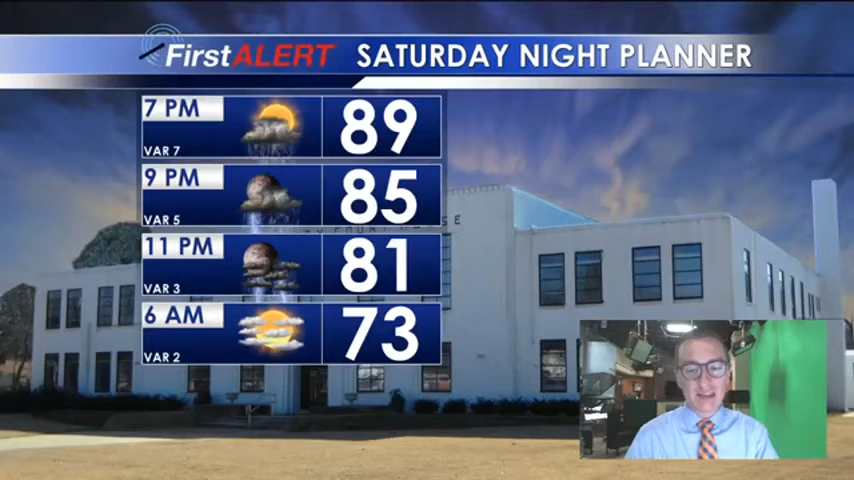 FirstALERT SATURDAY NIGHT PLANNER
7 PM
VAR 7
89
9 PM
VAR 5
85
11 PM
VAR 3
81
6 AM
VAR 2
73